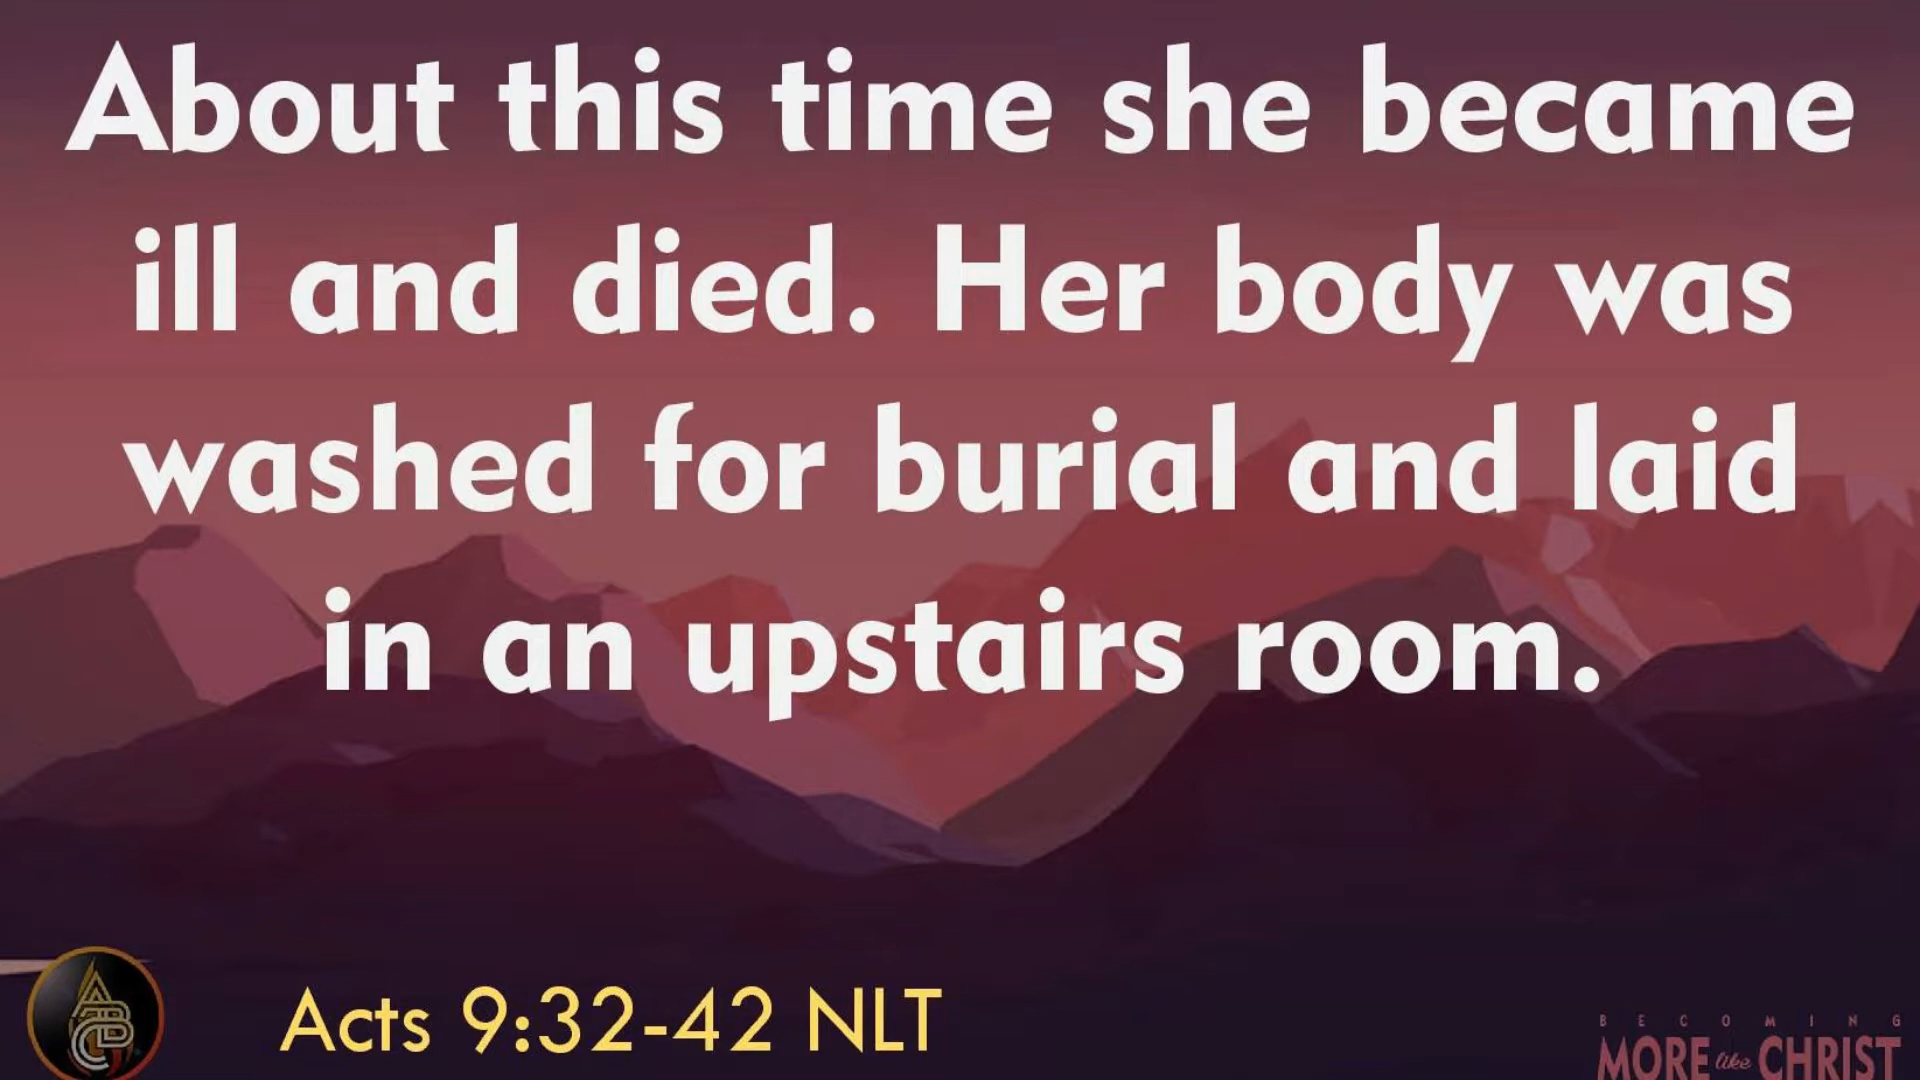 About this time she became
ill and died. Her body was
washed for burial and laid
in an upstairs room.
Acts 9:32-42 NLT
BECOMING
MORE like CHRIST